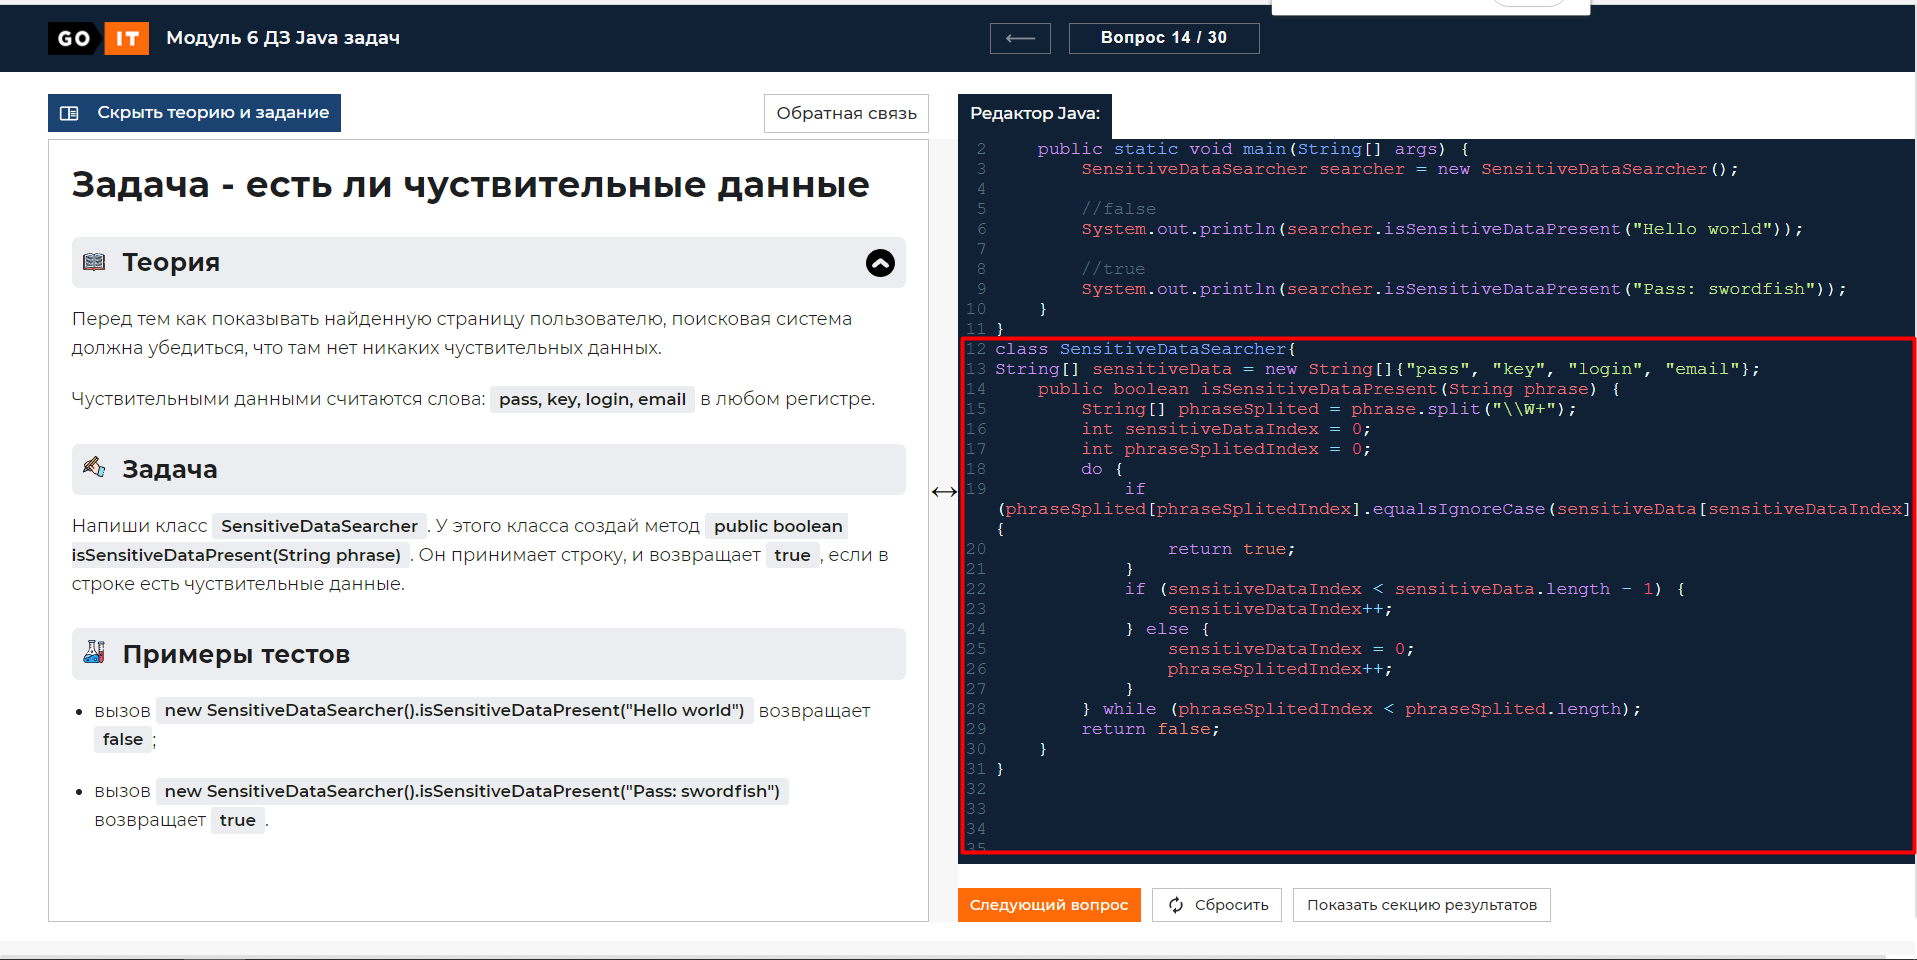 GO IT Модуль 6 ДЗ Java задач
Вопрос 14 / 30
Скрыть теорию и задание
Обратная связь
Задача - есть ли чуствительные данные
Теория
Перед тем как показывать найденную страницу пользователю, поисковая система
должна убедиться, что там нет никаких чуствительных данных.
Чуствительными данными считаются слова: pass, key, login, email в любом регистре.
Задача
Напиши класс SensitiveDataSearcher. У этого класса создай метод public boolean
isSensitiveDataPresent(String phrase). Он принимает строку, и возвращает true, если в
строке есть чуствительные данные.
Примеры тестов
• вызов new SensitiveDataSearcher().isSensitiveDataPresent("Hello world") возвращает
false;
• вызов new SensitiveDataSearcher().isSensitiveDataPresent("Pass: swordfish")
возвращает true.
Редактор Java:
2 public static void main(String[] args) {
3 SensitiveDataSearcher searcher = new SensitiveDataSearcher();
4
5 //false
6 System.out.println(searcher.isSensitiveDataPresent("Hello world"));
7
8 //true
9 System.out.println(searcher.isSensitiveDataPresent("Pass: swordfish"));
10 }
11 }
12 class SensitiveDataSearcher{
13 String[] sensitiveData = new String[]{"pass", "key", "login", "email"};
14 public boolean isSensitiveDataPresent(String phrase) {
15 String[] phraseSplited = phrase.split("\\W+");
16 int sensitiveDataIndex = 0;
17 int phraseSplitedIndex = 0;
18 do {
19 if
(phraseSplited[phraseSplitedIndex].equalsIgnoreCase(sensitiveData[sensitiveDataIndex]
{
20 return true;
21 }
22 if (sensitiveDataIndex < sensitiveData.length - 1) {
23 sensitiveDataIndex++;
24 } else {
25 sensitiveDataIndex = 0;
26 phraseSplitedIndex++;
27 }
28 } while (phraseSplitedIndex < phraseSplited.length);
29 return false;
30 }
31 }
32
33
34
35
Следующий вопрос
Сбросить
Показать секцию результатов